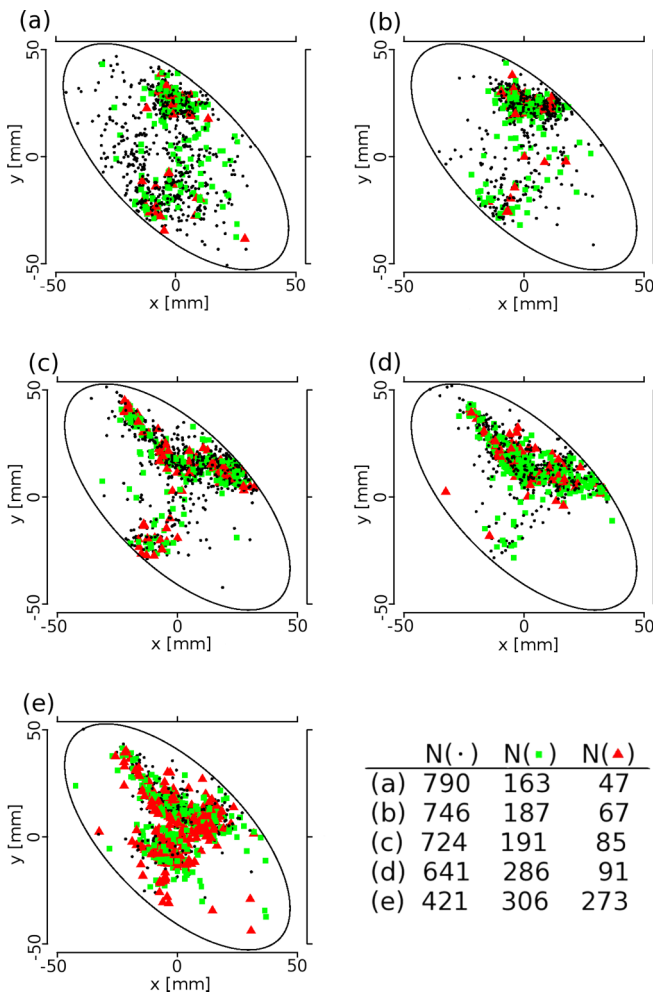 (a)
50
0
-50
y [mm]
-50 0 50
x [mm]
(b)
50
0
-50
y [mm]
-50 0 50
x [mm]
(c)
50
0
-50
y [mm]
-50 0 50
x [mm]
(d)
50
0
-50
y [mm]
-50 0 50
x [mm]
(e)
50
0
-50
y [mm]
-50 0 50
x [mm]
N(·) N(■) N(▲)
(a) 790 163 47
(b) 746 187 67
(c) 724 191 85
(d) 641 286 91
(e) 421 306 273